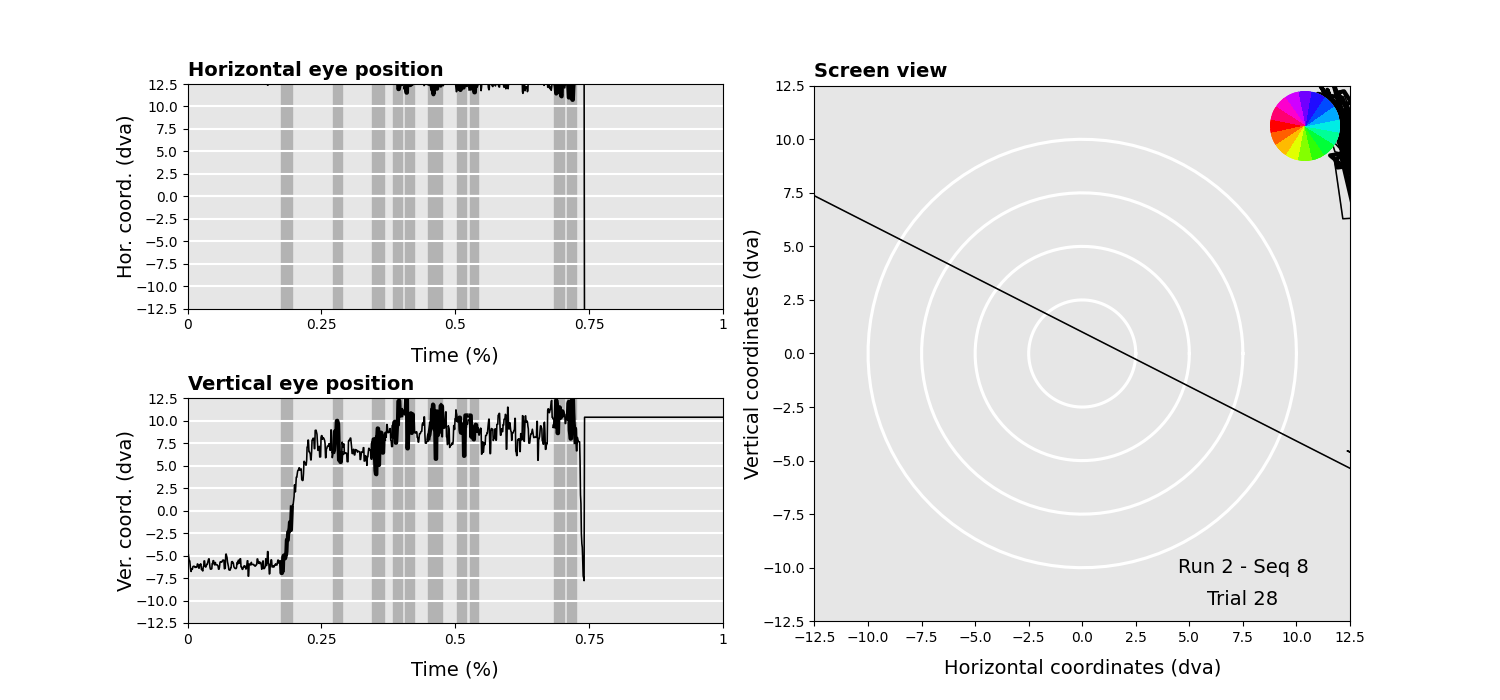 Horizontal eye position
12.5
10.0
7.5
5.0
2.5
0.0
−2.5
−5.0
−7.5
−10.0
−12.5
Hor. coord. (dva)
0 0.25 0.5 0.75 1
Time (%)
Vertical eye position
12.5
10.0
7.5
5.0
2.5
0.0
−2.5
−5.0
−7.5
−10.0
−12.5
Ver. coord. (dva)
0 0.25 0.5 0.75 1
Time (%)
Screen view
12.5
10.0
7.5
5.0
2.5
0.0
−2.5
−5.0
−7.5
−10.0
−12.5
Vertical coordinates (dva)
Run 2 - Seq 8
Trial 28
−12.5 −10.0 −7.5 −5.0 −2.5 0.0 2.5 5.0 7.5 10.0 12.5
Horizontal coordinates (dva)